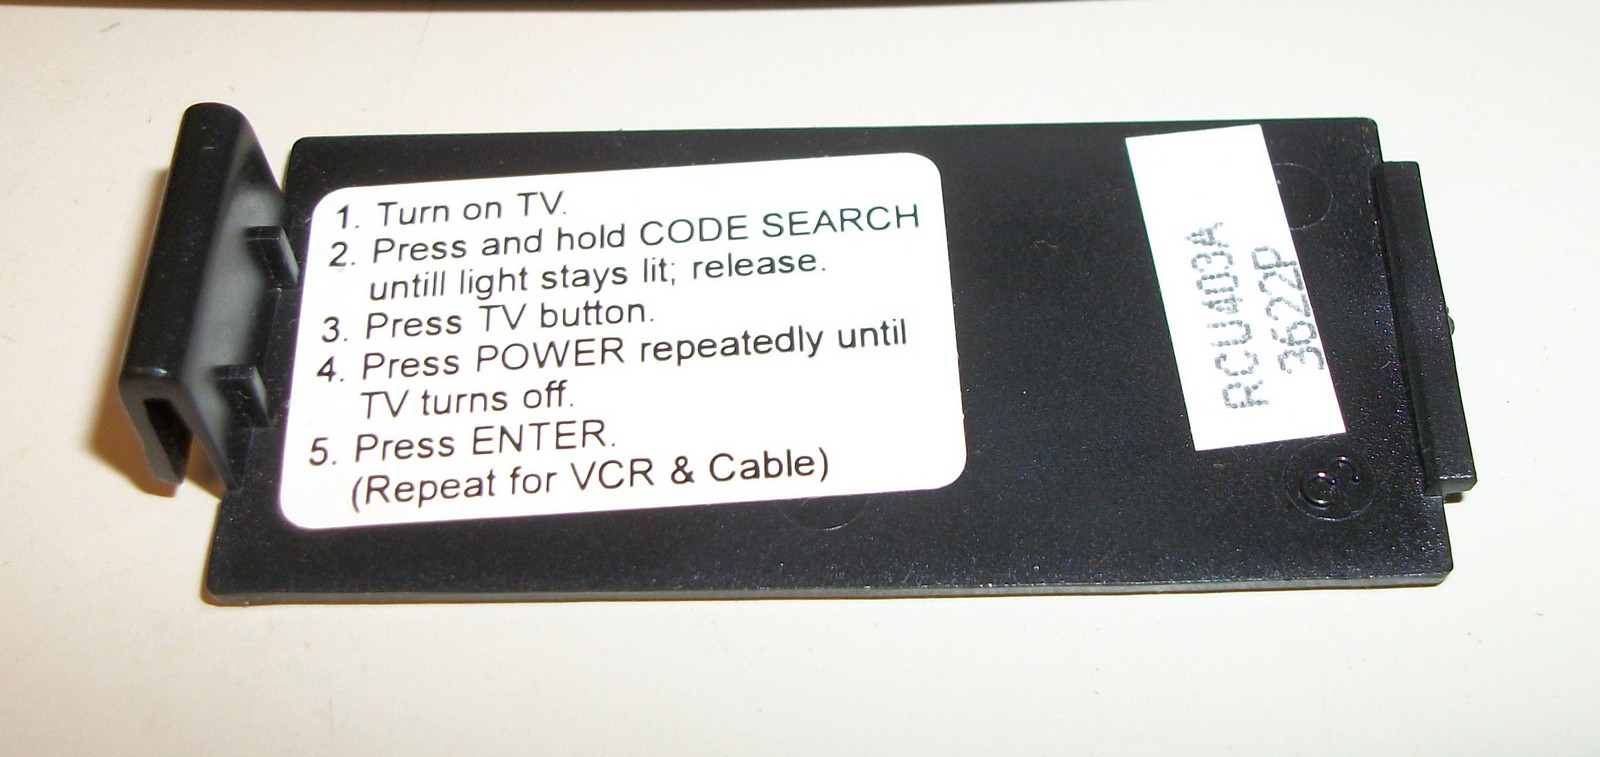 1. Turn on TV.
2. Press and hold CODE SEARCH
untill light stays lit; release.
3. Press TV button.
4. Press POWER repeatedly until
TV turns off.
5. Press ENTER.
(Repeat for VCR & Cable)
RCU403A
3622P